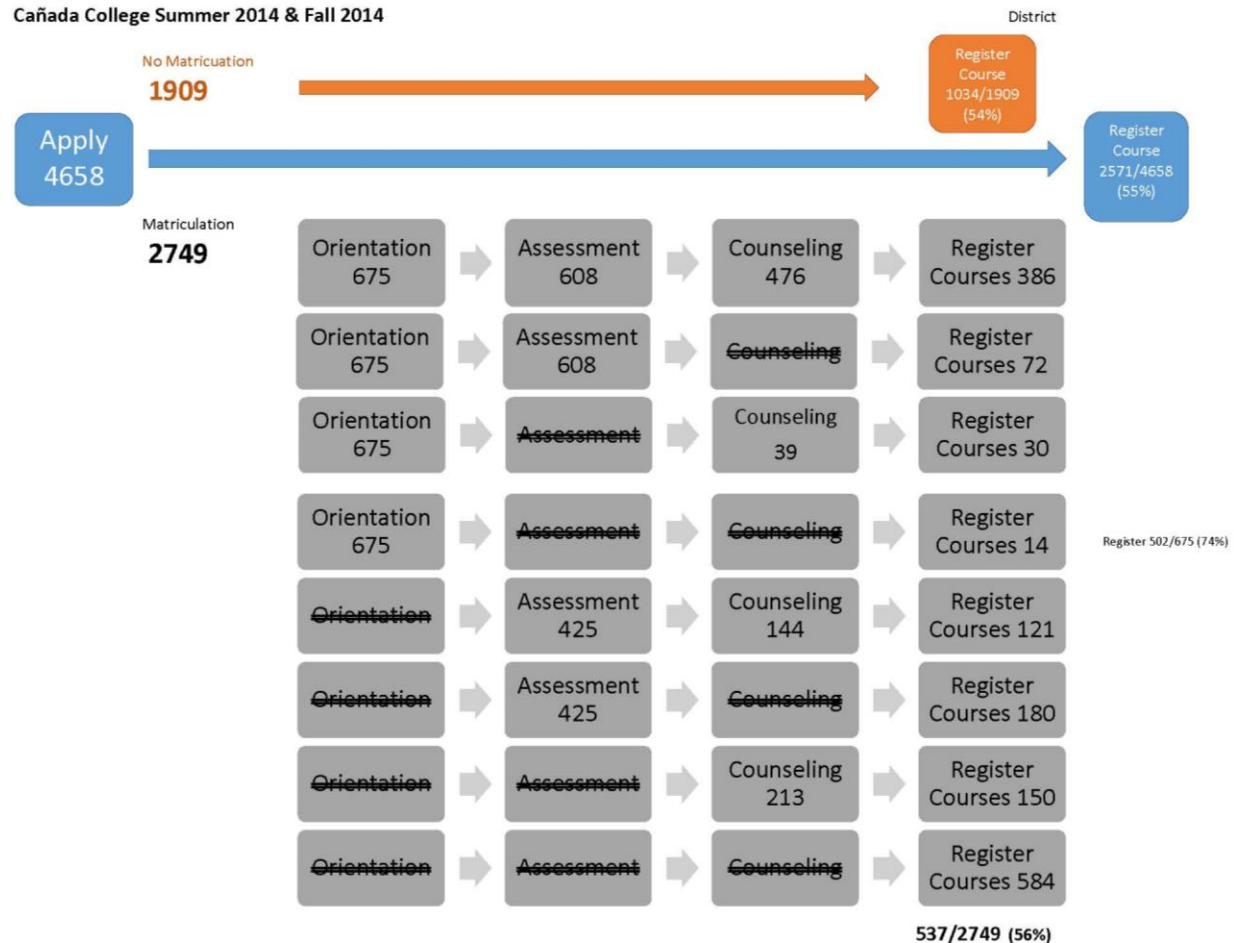 Cañada College Summer 2014 & Fall 2014
District
No Matricuation
1909
Register
Course
1034/1909
(54%)
Apply
4658
Register
Course
2571/4658
(55%)
Matriculation
2749
Orientation
675
Assessment
608
Counseling
476
Register
Courses 386
Orientation
675
Assessment
608
Counseling
Register
Courses 72
Orientation
675
Assessment
Counseling
39
Register
Courses 30
Orientation
675
Assessment
Counseling
Register
Courses 14
Register 502/675 (74%)
Orientation
Assessment
425
Counseling
144
Register
Courses 121
Orientation
Assessment
425
Counseling
Register
Courses 180
Orientation
Assessment
Counseling
213
Register
Courses 150
Orientation
Assessment
Counseling
Register
Courses 584
537/2749 (56%)